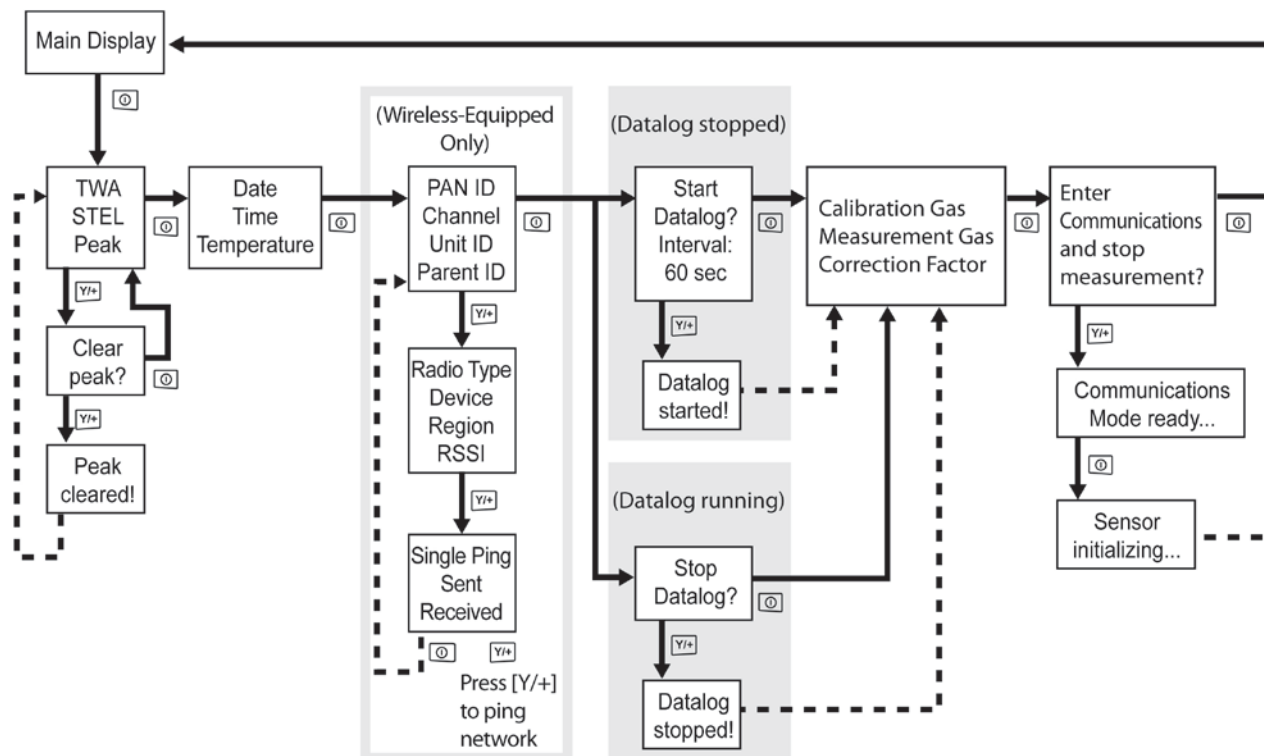 Main Display
TWA
STEL
Peak
Y/+
Clear
peak?
Y/+
Peak
cleared!
Date
Time
Temperature
(Wireless-Equipped
Only)
PAN ID
Channel
Unit ID
Parent ID
Y/+
Radio Type
Device
Region
RSSI
Y/+
Single Ping
Sent
Received
Y/+
Press [Y/+]
to ping
network
(Datalog stopped)
Start
Datalog?
Interval:
60 sec
Y/+
Datalog
started!
(Datalog running)
Stop
Datalog?
Y/+
Datalog
stopped!
Calibration Gas
Measurement Gas
Correction Factor
Enter
Communications
and stop
measurement?
Y/+
Communications
Mode ready...
Sensor
initializing...